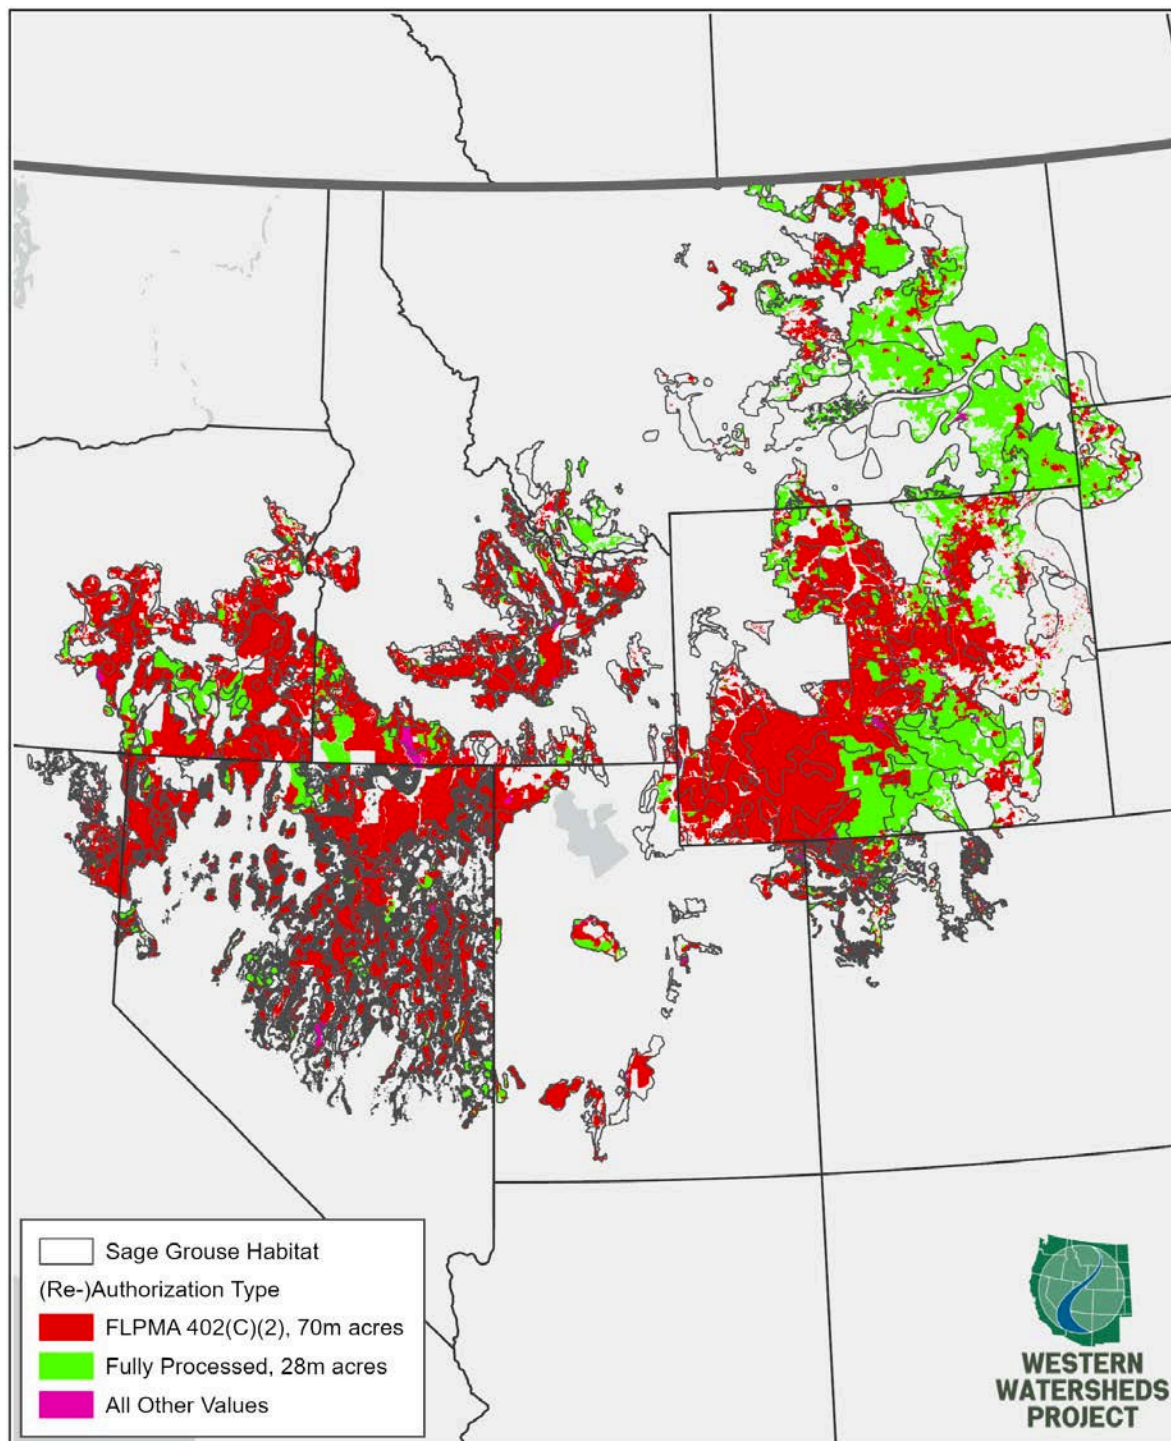 Sage Grouse Habitat
(Re-)Authorization Type
FLPMA 402(C)(2), 70m acres
Fully Processed, 28m acres
All Other Values
WESTERN
WATERSHEDS
PROJECT